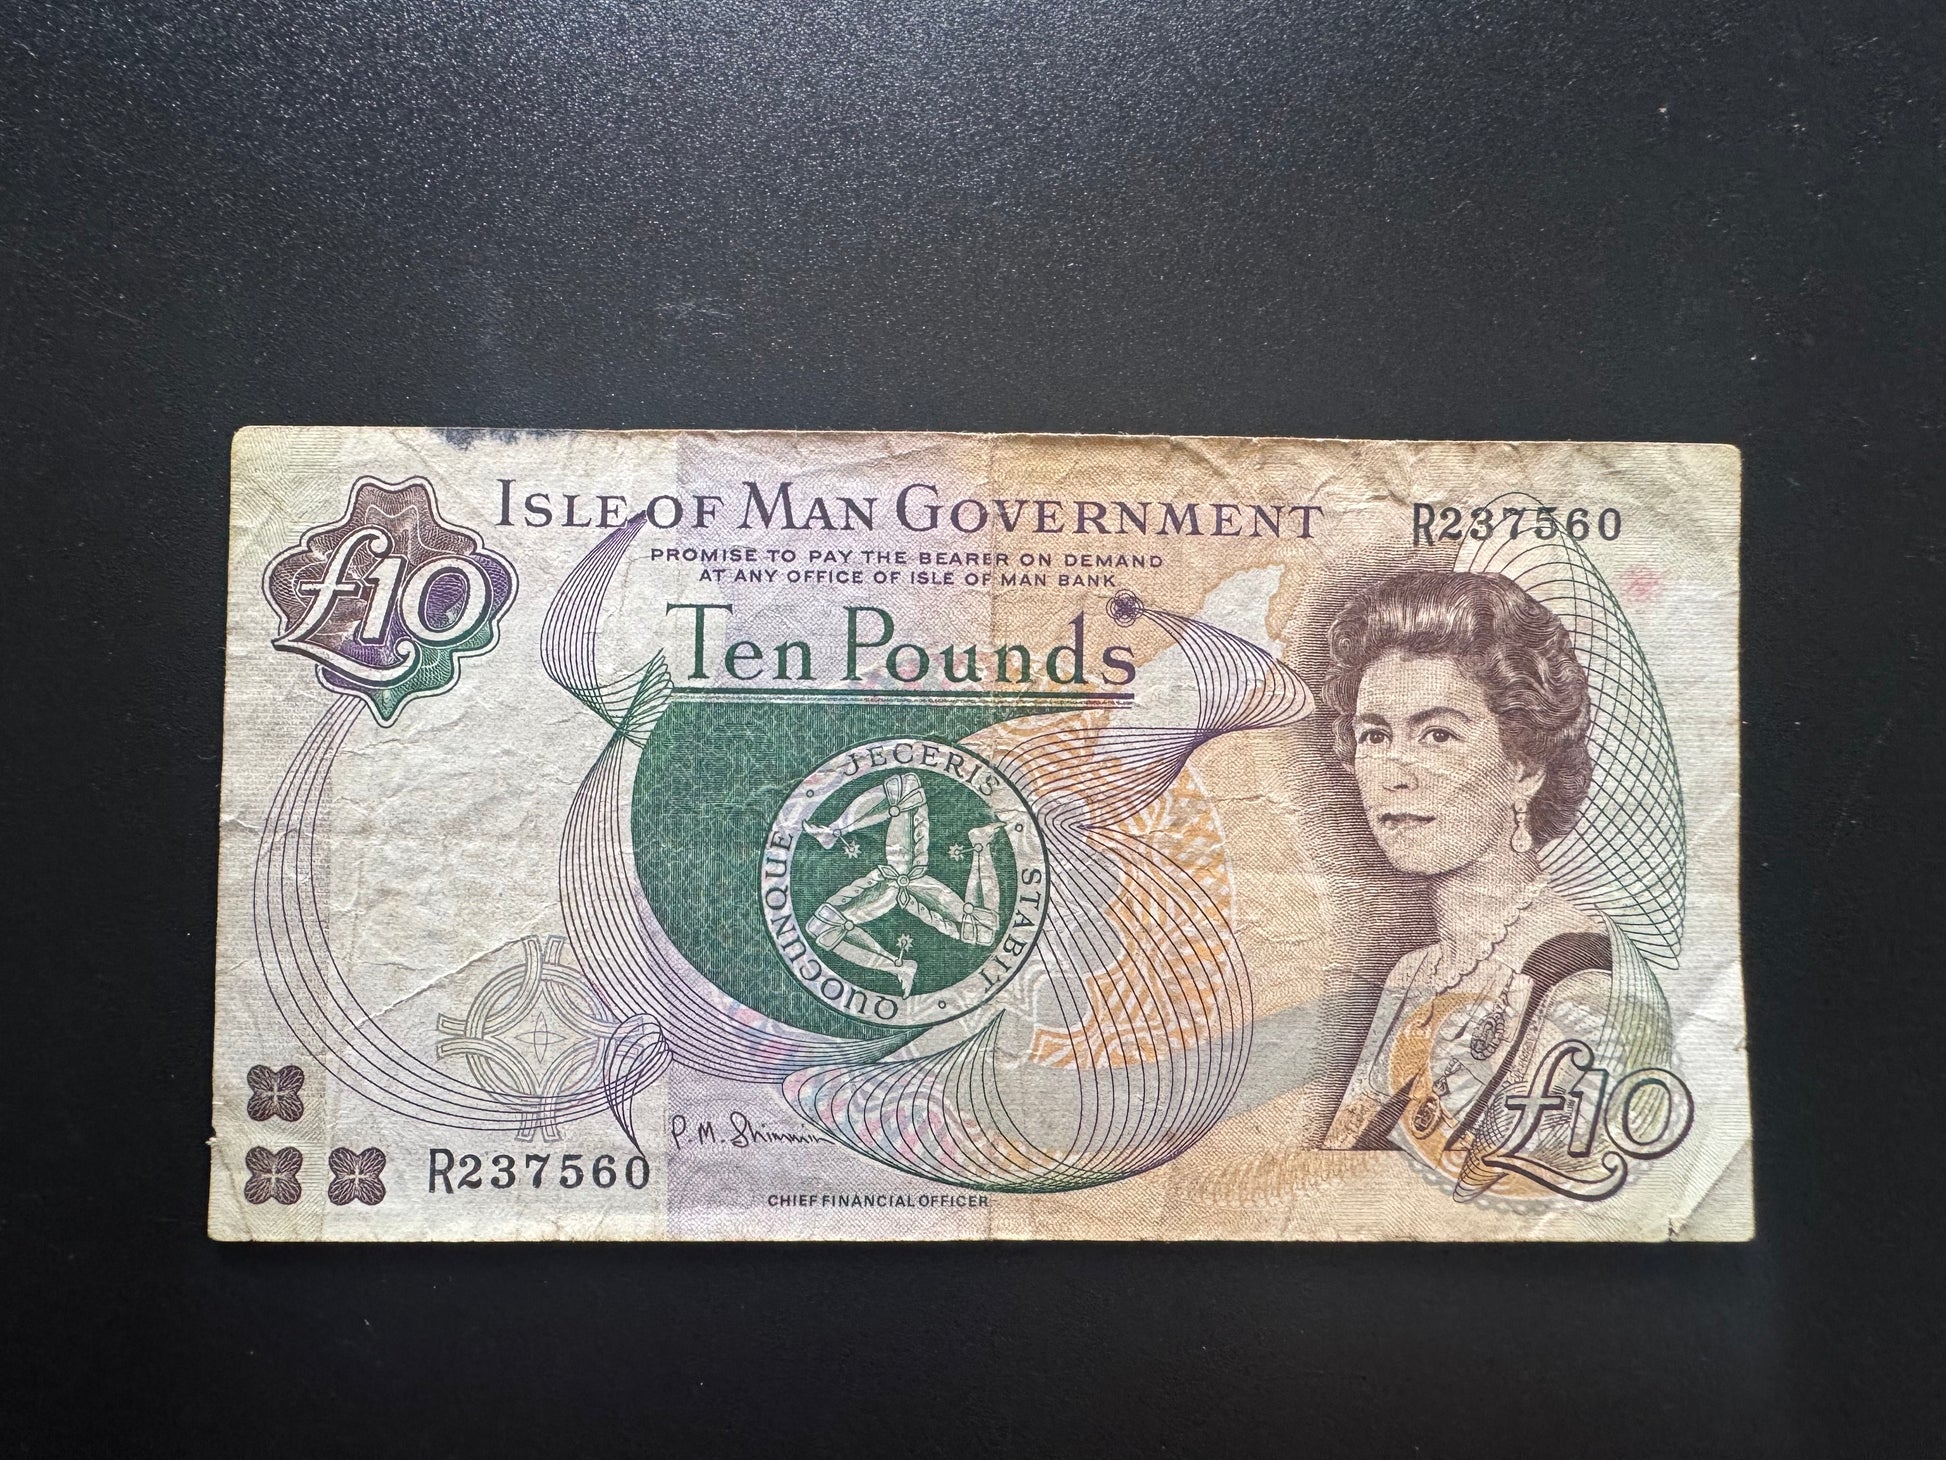 £10
ISLE OF MAN GOVERNMENT
R237560
PROMISE TO PAY THE BEARER ON DEMAND
AT ANY OFFICE OF ISLE OF MAN BANK
TEN POUNDS
QUOCUNQUE · JECERIS · STABIT ·
P. M. Shimmin
R237560
CHIEF FINANCIAL OFFICER
£10